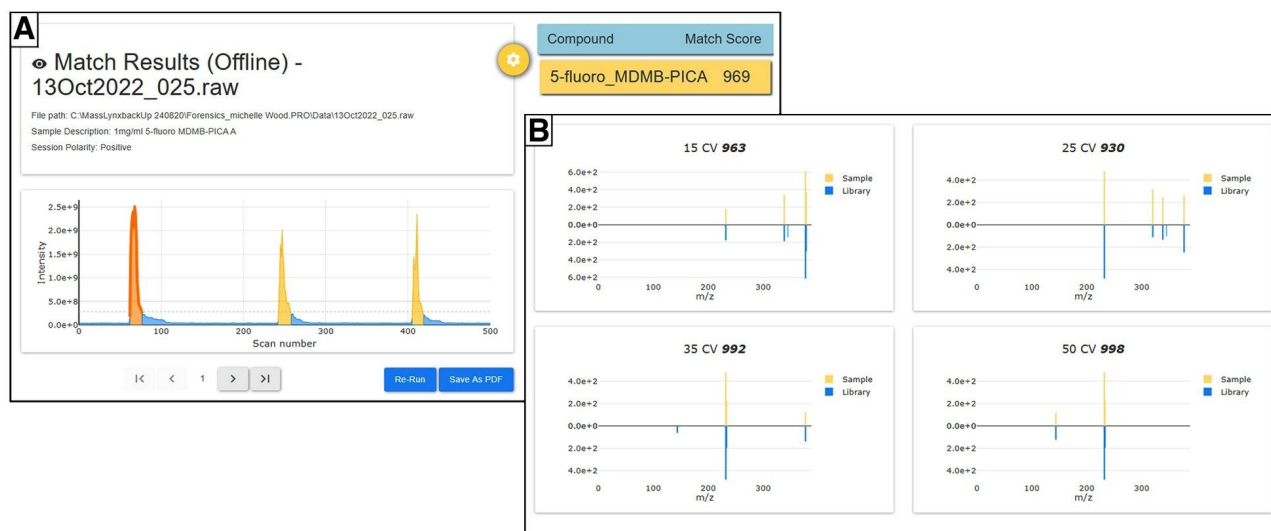 A
Match Results (Offline) -
13Oct2022_025.raw
File path: C:\MassLynxbackUp 240820\Forensics_michelle Wood.PRO\Data\13Oct2022_025.raw
Sample Description: 1mg/ml 5-fluoro MDMB-PICA A
Session Polarity: Positive
Compound Match Score
5-fluoro_MDMB-PICA 969
Intensity
2.5e+9
2.0e+9
1.5e+9
1.0e+9
5.0e+8
0.0e+0
0 100 200 300 400 500
Scan number
1
Re-Run
Save As PDF
B
15 CV 963
6.0e+2
4.0e+2
2.0e+2
0.0e+0
2.0e+2
4.0e+2
6.0e+2
0 100 200 300
m/z
Sample
Library
25 CV 930
4.0e+2
2.0e+2
0.0e+0
2.0e+2
4.0e+2
0 100 200 300
m/z
Sample
Library
35 CV 992
4.0e+2
2.0e+2
0.0e+0
2.0e+2
4.0e+2
0 100 200 300
m/z
Sample
Library
50 CV 998
4.0e+2
2.0e+2
0.0e+0
2.0e+2
4.0e+2
0 100 200 300
m/z
Sample
Library